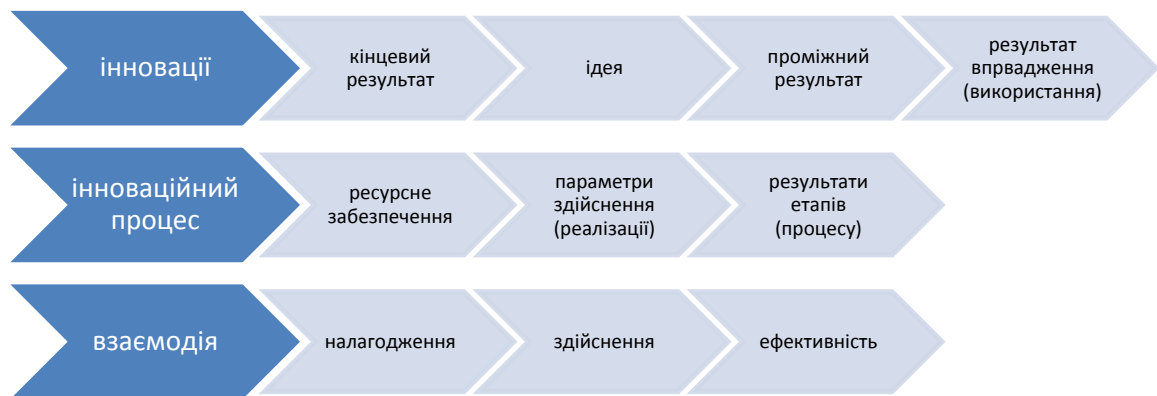 інновації
кінцевий
результат
ідея
проміжний
результат
результат
впрвадження
(використання)
інноваційний
процес
ресурсне
забезпечення
параметри
здійснення
(реалізації)
результати
етапів
(процесу)
взаємодія
налагодження
здійснення
ефективність